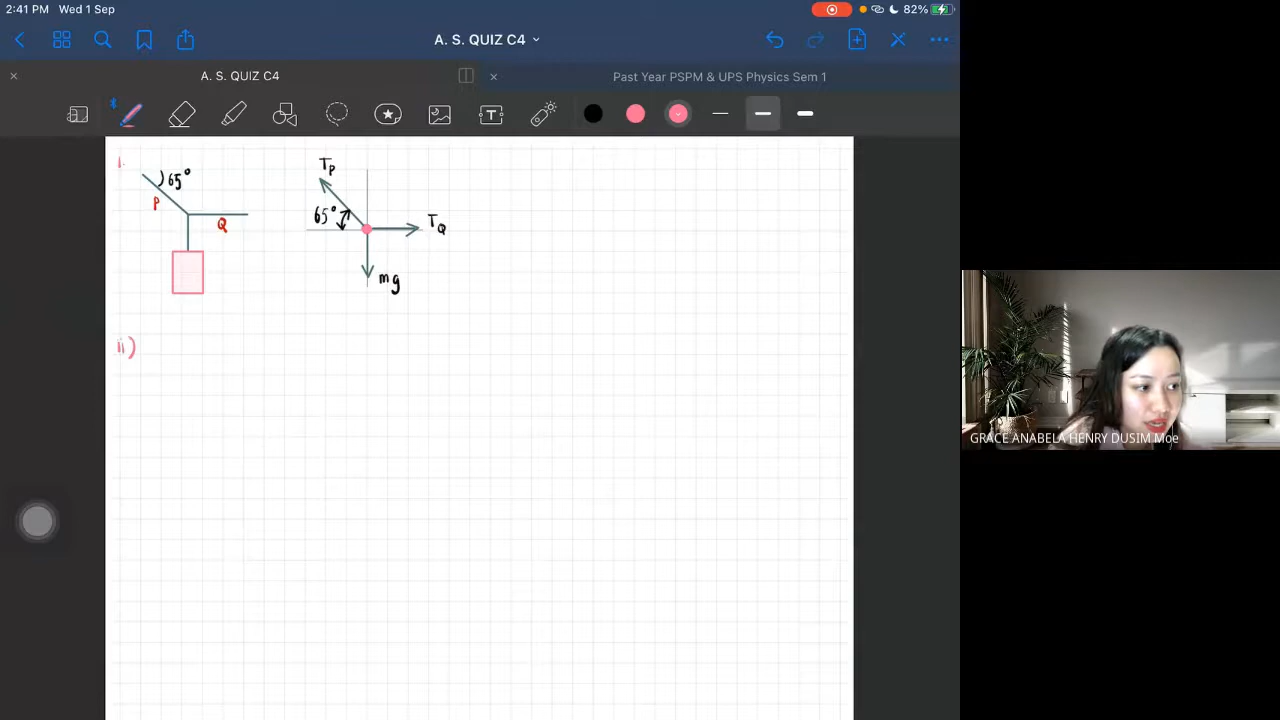 2:41 PM Wed 1 Sep
82%
A. S. QUIZ C4
A. S. QUIZ C4
Past Year PSPM & UPS Physics Sem 1
T
i.
65°
P
Q
Tp
65°
TQ
mg
ii)
GRACE ANABELA HENRY DUSIM Moe